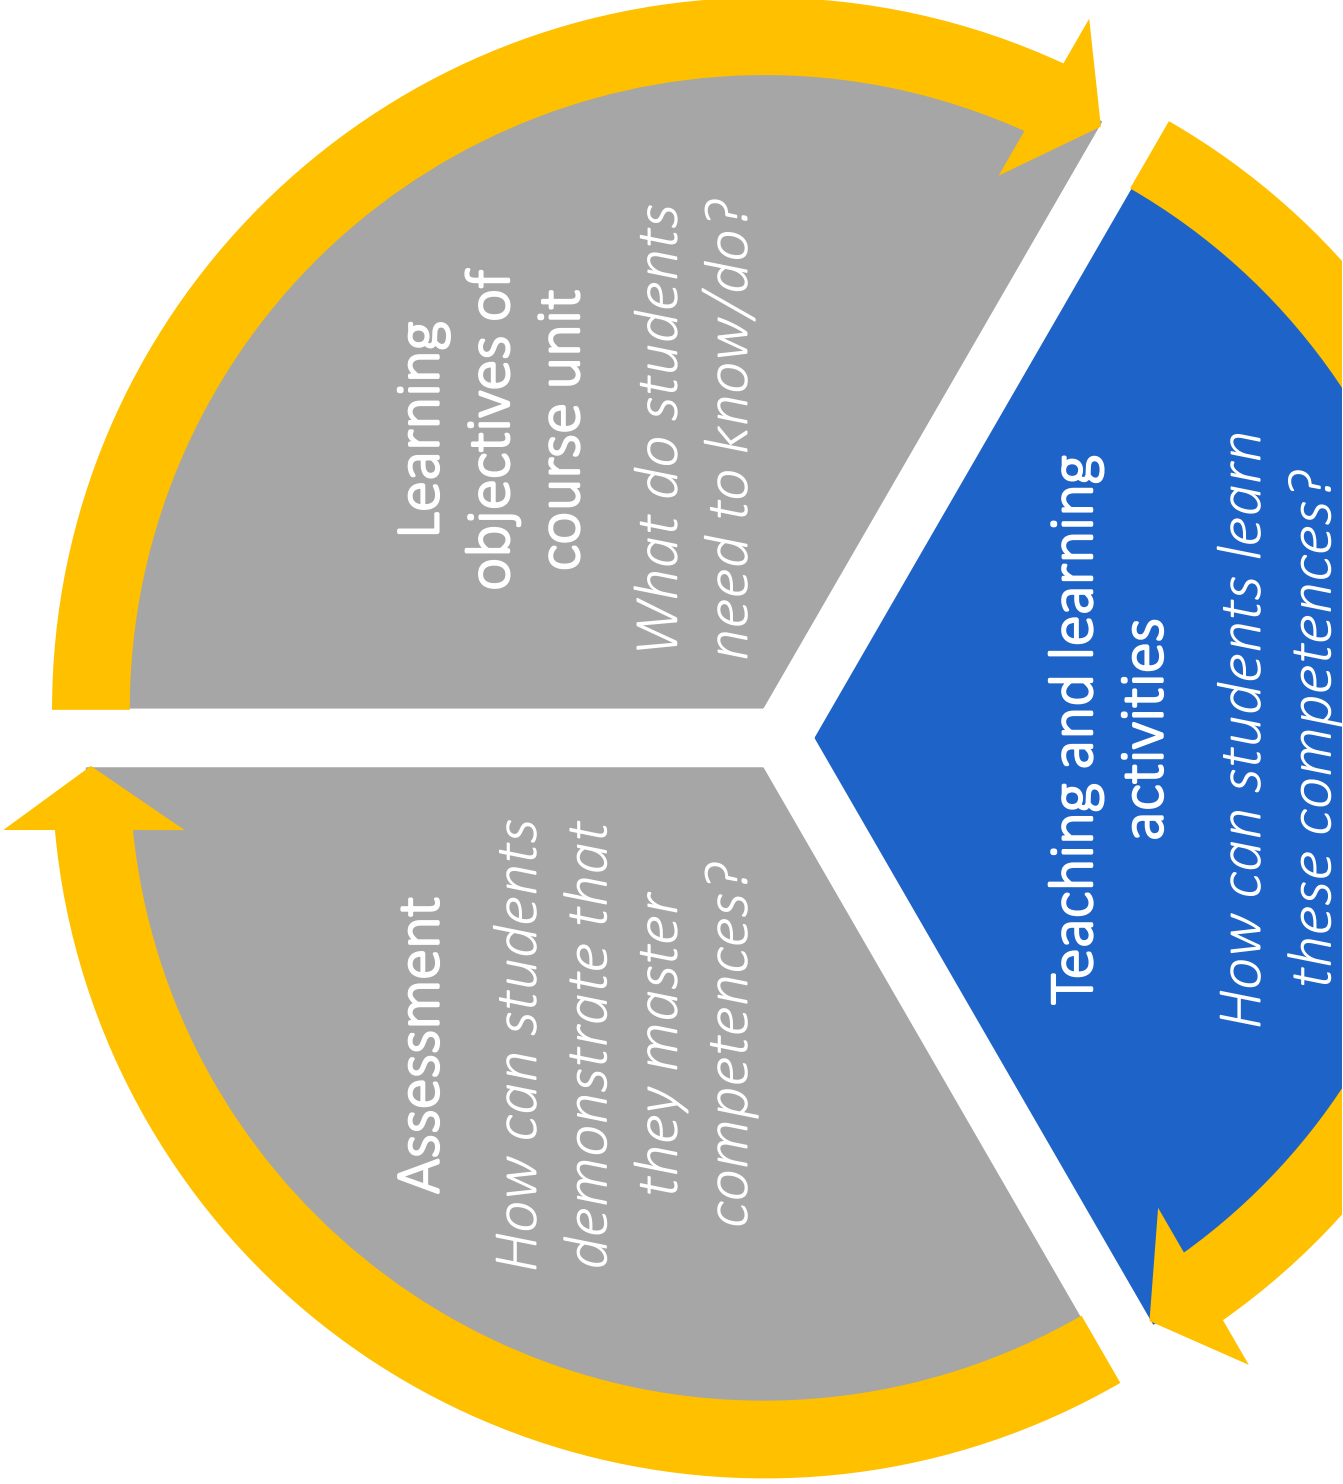 Learning
objectives of
course unit
What do students
need to know/do?
Teaching and learning
activities
How can students learn
these competences?
Assessment
How can students
demonstrate that
they master
competences?